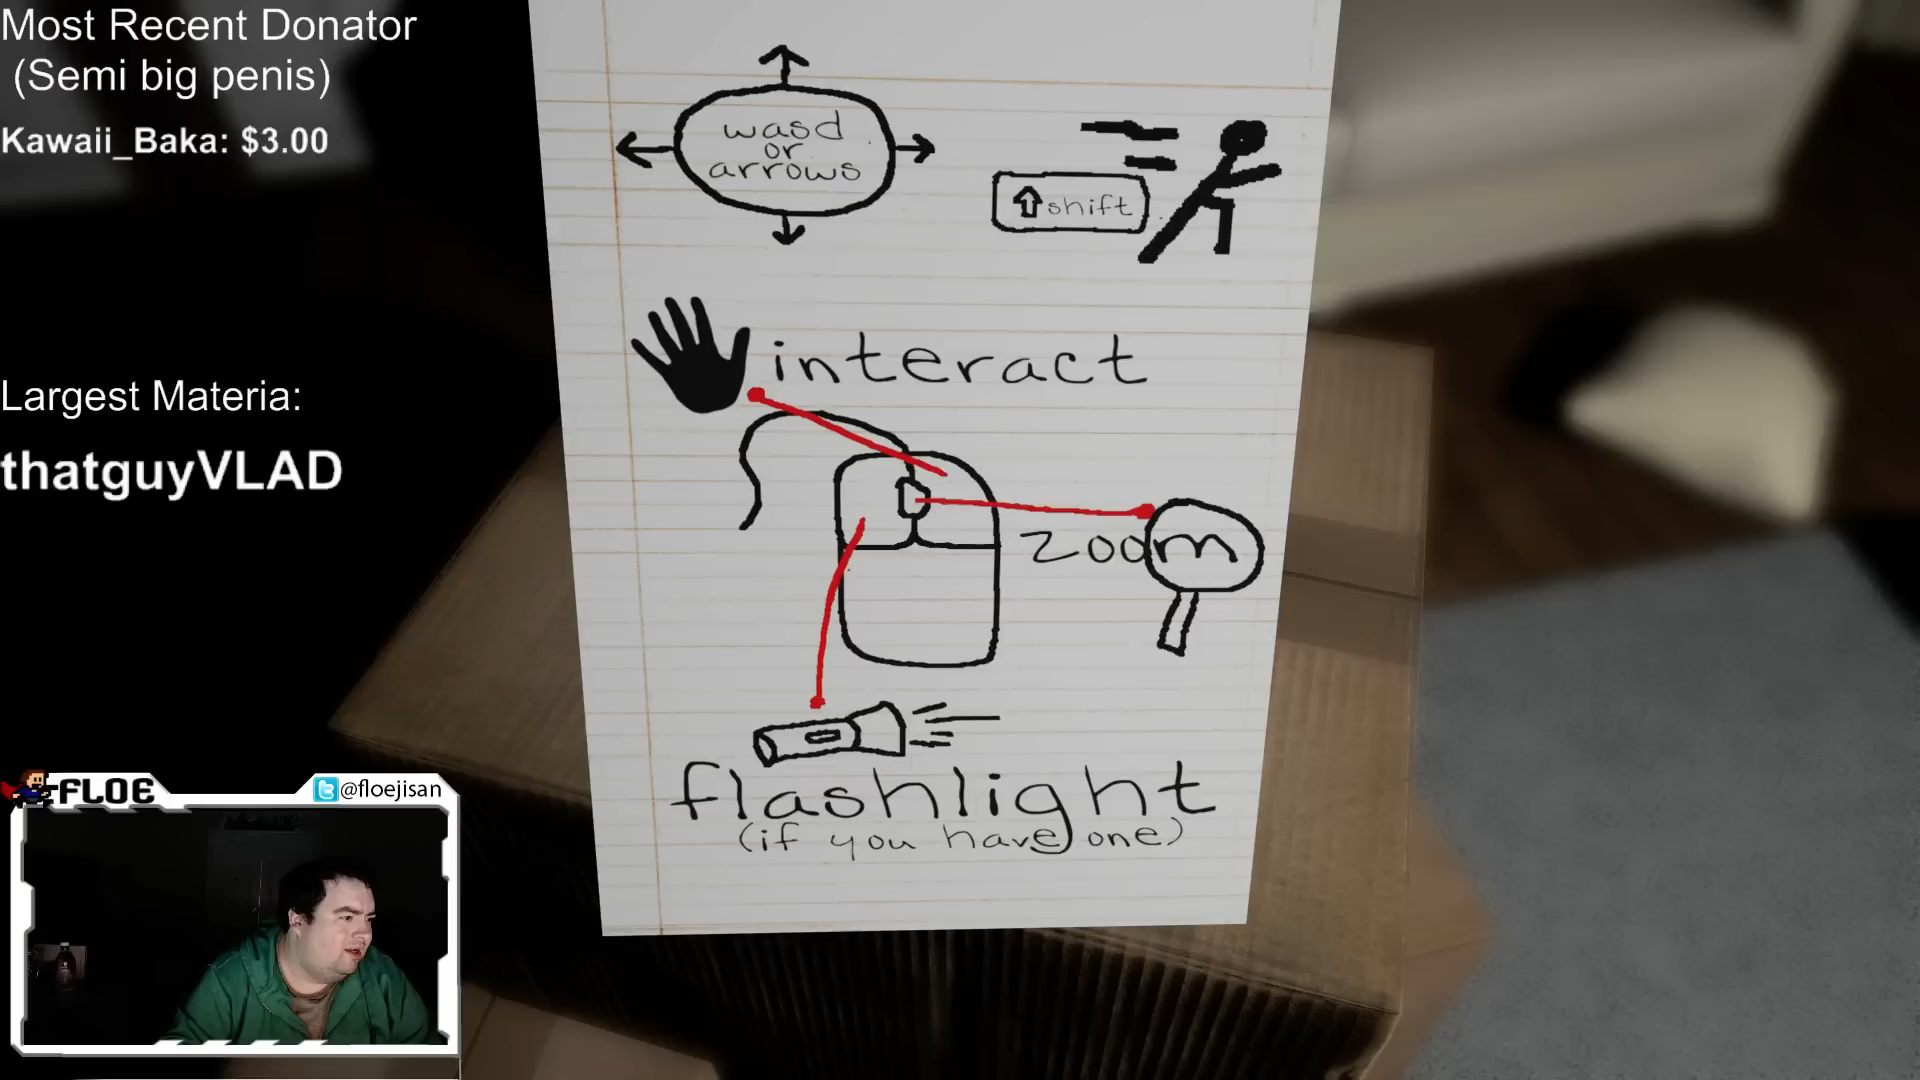 Most Recent Donator
(Semi big penis)
Kawaii_Baka: $3.00
Largest Materia:
thatguyVLAD
wasd
or
arrows
shift
interact
zoom
flashlight
(if you have one)
FLOE
@floejisan